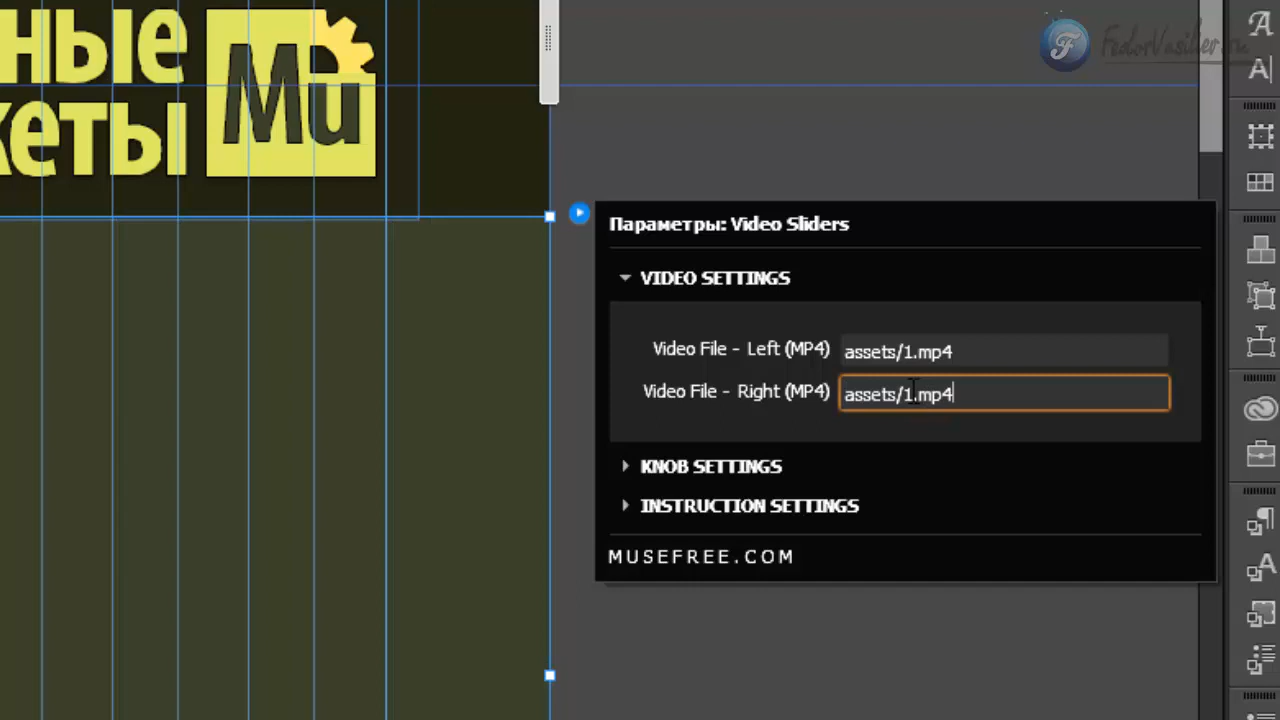 ные
кеты
Mu
FedorVasiliev.ru
Параметры: Video Sliders
VIDEO SETTINGS
Video File - Left (MP4) assets/1.mp4
Video File - Right (MP4) assets/1.mp4
KNOB SETTINGS
INSTRUCTION SETTINGS
MUSEFREE.COM